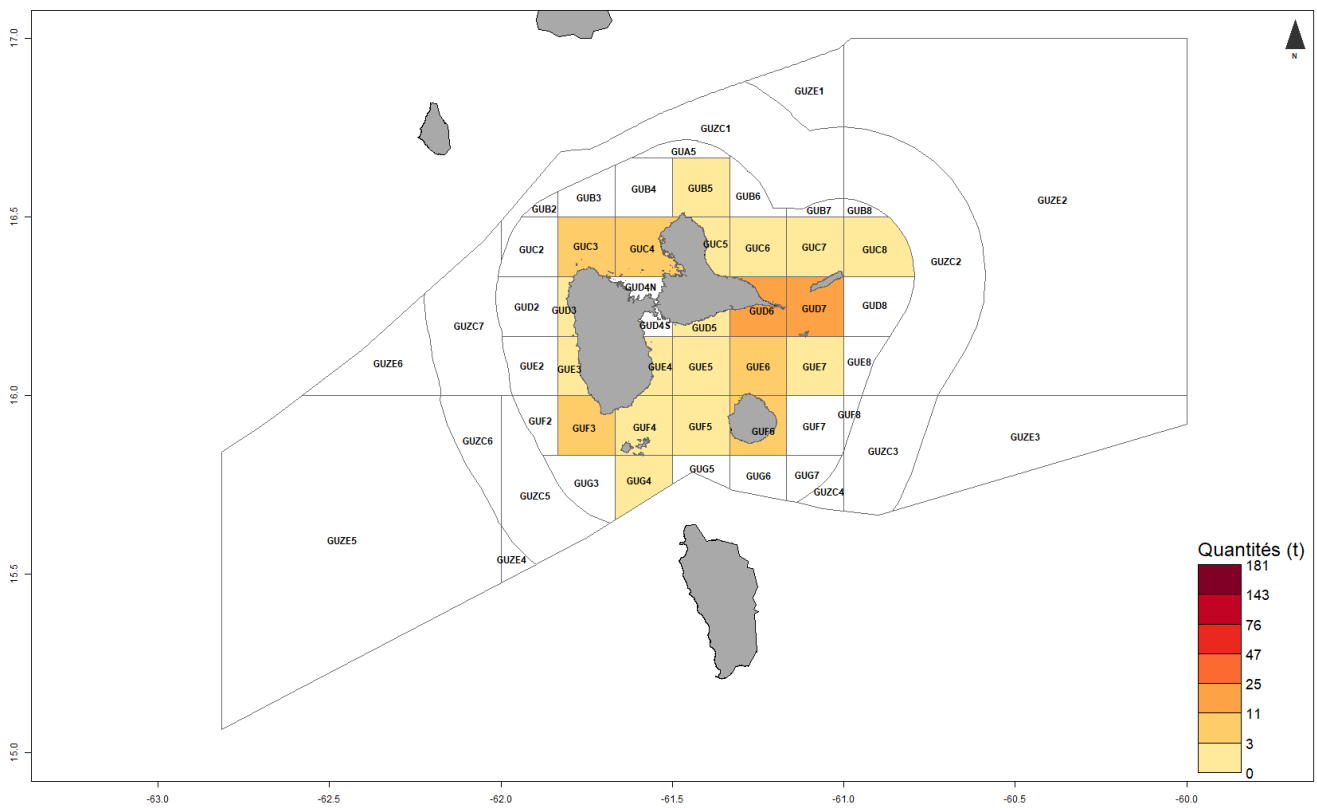 17.0
N
GUZE1
GUZC1
GUA5
GUB5
GUB4
GUB3
GUB6
GUB2
GUB7
GUB8
GUZE2
16.5
GUC2
GUC3
GUC4
GUC5
GUC6
GUC7
GUC8
GUZC2
GUD4N
GUD2
GUD3
GUD6
GUD7
GUD8
GUZC7
GUD4S
GUD5
GUZE6
GUE2
GUE3
GUE4
GUE5
GUE6
GUE7
GUE8
16.0
GUF2
GUF3
GUF4
GUF5
GUF6
GUF7
GUF8
GUZC6
GUZE3
GUZC3
GUG5
GUG3
GUG4
GUG6
GUG7
GUZC5
GUZC4
GUZE5
GUZE4
15.5
Quantités (t)
181
143
76
47
25
11
3
0
15.0
-63.0 -62.5 -62.0 -61.5 -61.0 -60.5 -60.0